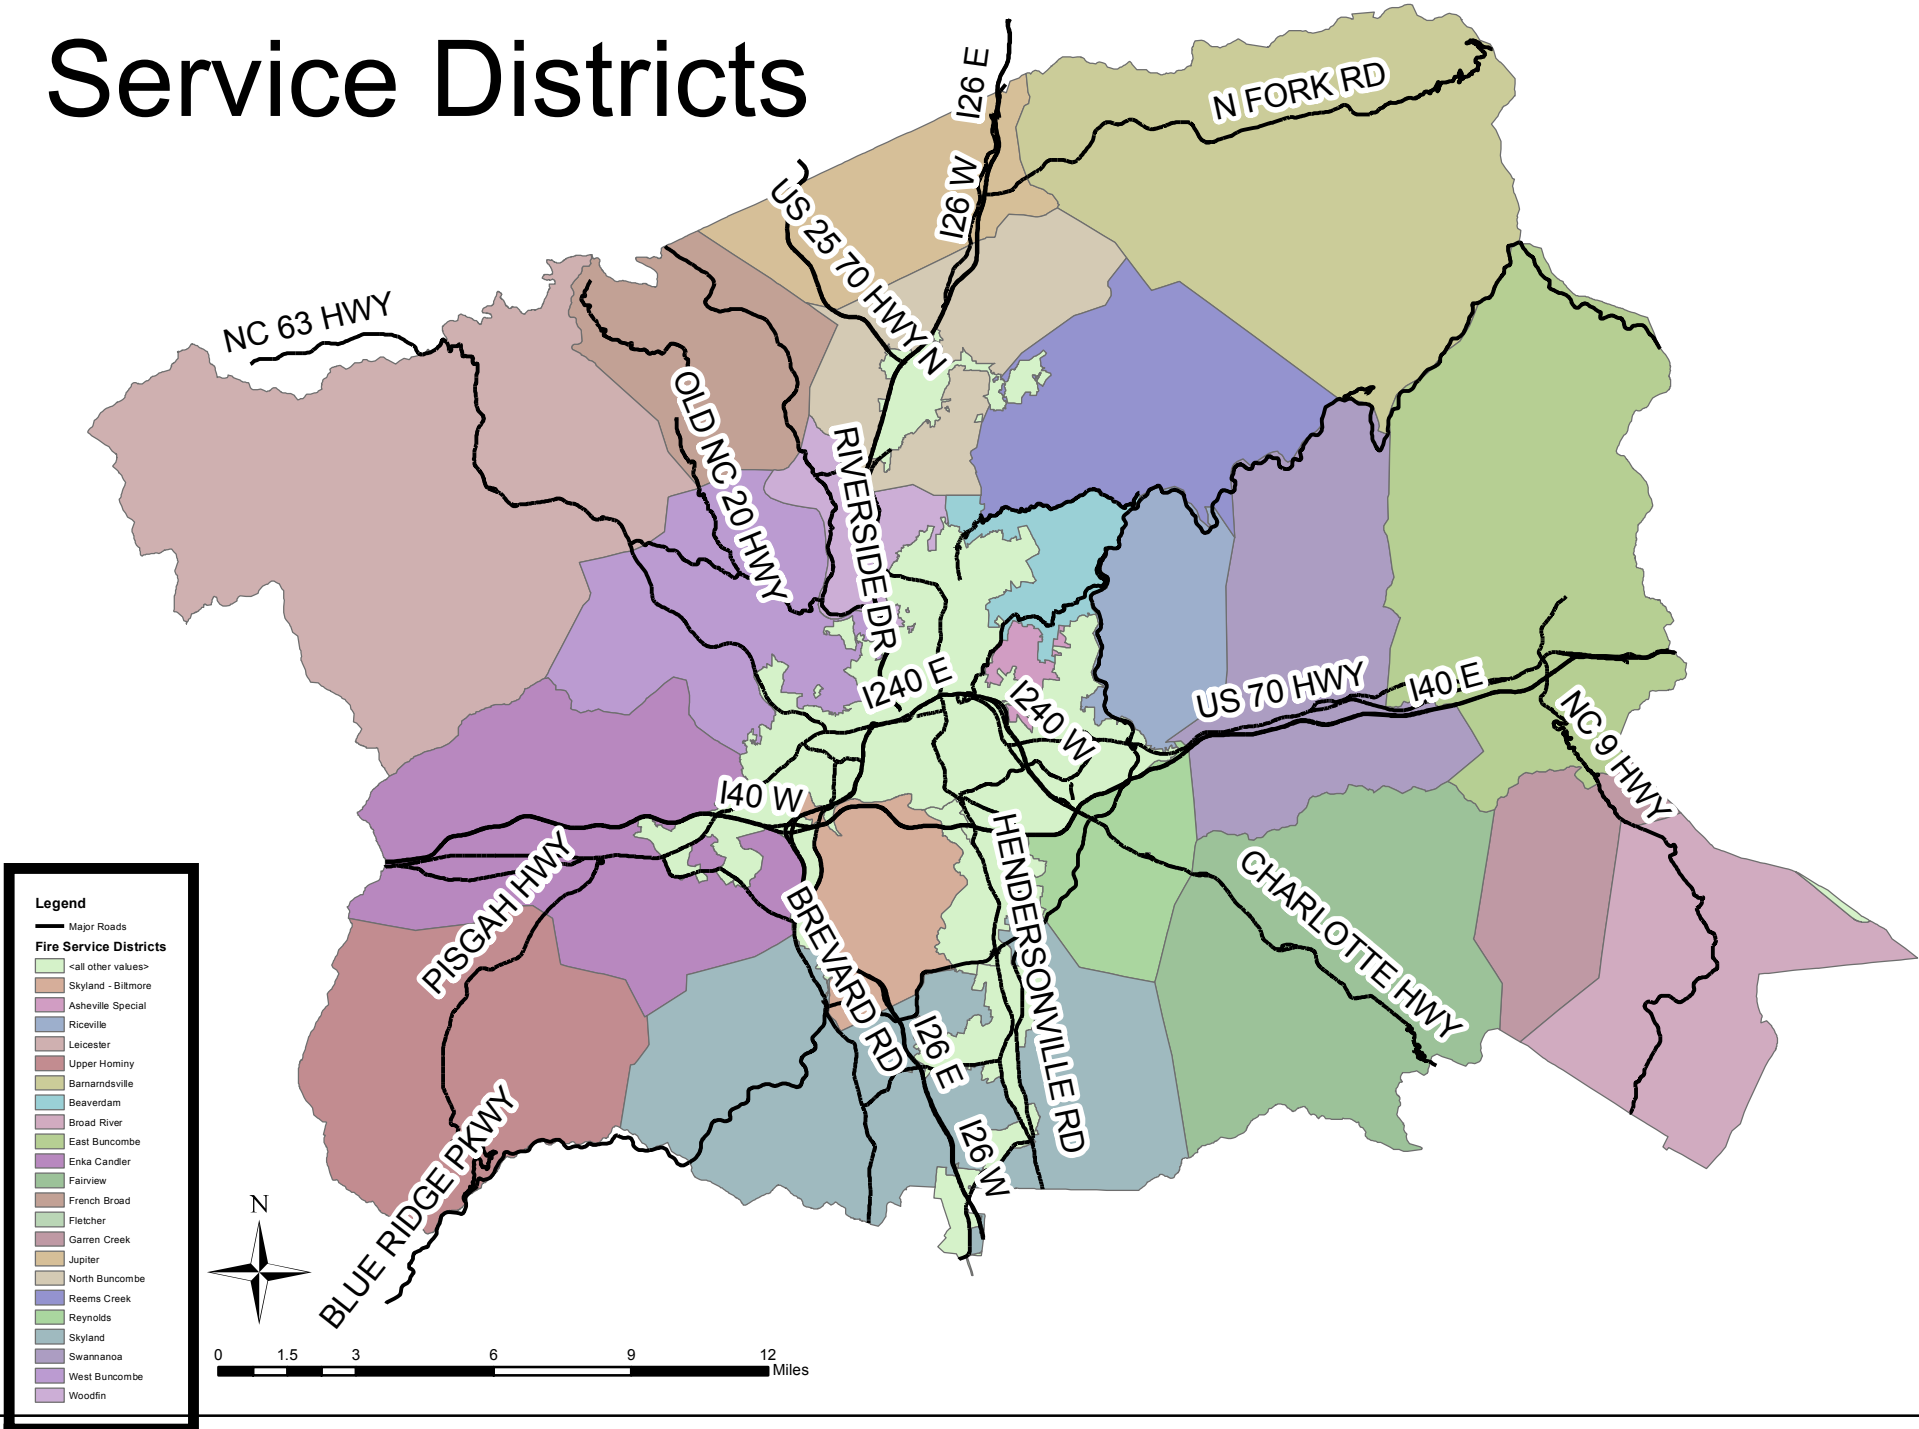 Service Districts
I26 E
N FORK RD
I26 W
US 25 70 HWY N
NC 63 HWY
OLD NC 20 HWY
RIVERSIDE DR
I240 E
I240 W
US 70 HWY
I40 E
NC 9 HWY
I40 W
PISGAH HWY
HENDERSONVILLE RD
BREVARD RD
CHARLOTTE HWY
I26 E
I26 W
BLUE RIDGE PKWY
Legend
Major Roads
Fire Service Districts
<all other values>
Skyland - Biltmore
Asheville Special
Riceville
Leicester
Upper Hominy
Barnarndsville
Beaverdam
Broad River
East Buncombe
Enka Candler
Fairview
French Broad
Fletcher
Garren Creek
Jupiter
North Buncombe
Reems Creek
Reynolds
Skyland
Swannanoa
West Buncombe
Woodfin
N
0 1.5 3 6 9 12
Miles